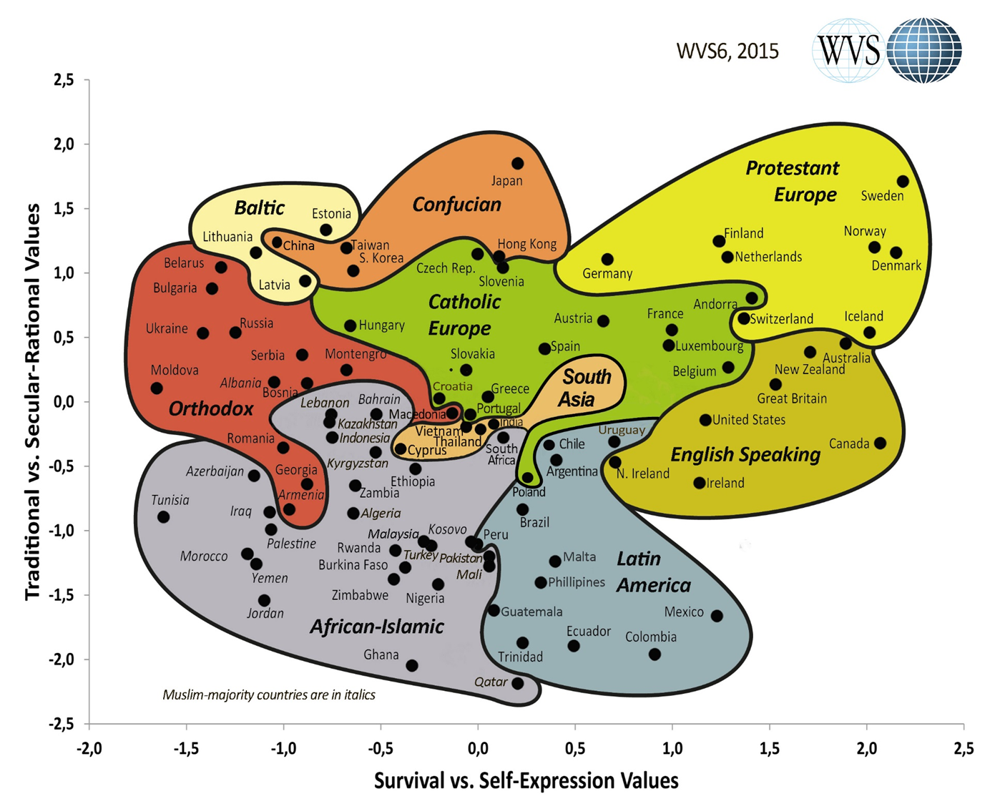 WVS6, 2015
WVS
Traditional vs. Secular-Rational Values
2,5
2,0
1,5
1,0
0,5
0,0
-0,5
-1,0
-1,5
-2,0
-2,5
Protestant
Europe
Japan
Sweden
Confucian
Baltic
Estonia
Finland
Norway
Lithuania
China
Taiwan
Hong Kong
Netherlands
S. Korea
Denmark
Belarus
Czech Rep.
Germany
Slovenia
Latvia
Bulgaria
Catholic
Europe
Andorra
Austria
France
Switzerland
Iceland
Russia
Ukraine
Hungary
Spain
Luxembourg
Serbia
Montengro
Slovakia
Australia
New Zealand
Belgium
Moldova
South
Asia
Albania
Bosnia
Croatia
Greece
Great Britain
Lebanon
Bahrain
Orthodox
Macedonia
Portugal
Kazakhstan
India
United States
Vietnam
Uruguay
Indonesia
Thailand
Romania
Cyprus
South
Africa
Chile
Canada
English Speaking
Kyrgyzstan
Azerbaijan
Georgia
Argentina
N. Ireland
Ethiopia
Ireland
Armenia
Zambia
Poland
Tunisia
Iraq
Algeria
Brazil
Kosovo
Malaysia
Peru
Palestine
Rwanda
Turkey
Pakistan
Morocco
Malta
Latin
America
Burkina Faso
Mali
Yemen
Phillipines
Zimbabwe
Nigeria
Jordan
Guatemala
Mexico
African-Islamic
Ecuador
Colombia
Ghana
Trinidad
Qatar
Muslim-majority countries are in italics
-2,0
-1,5
-1,0
-0,5
0,0
0,5
1,0
1,5
2,0
2,5
Survival vs. Self-Expression Values